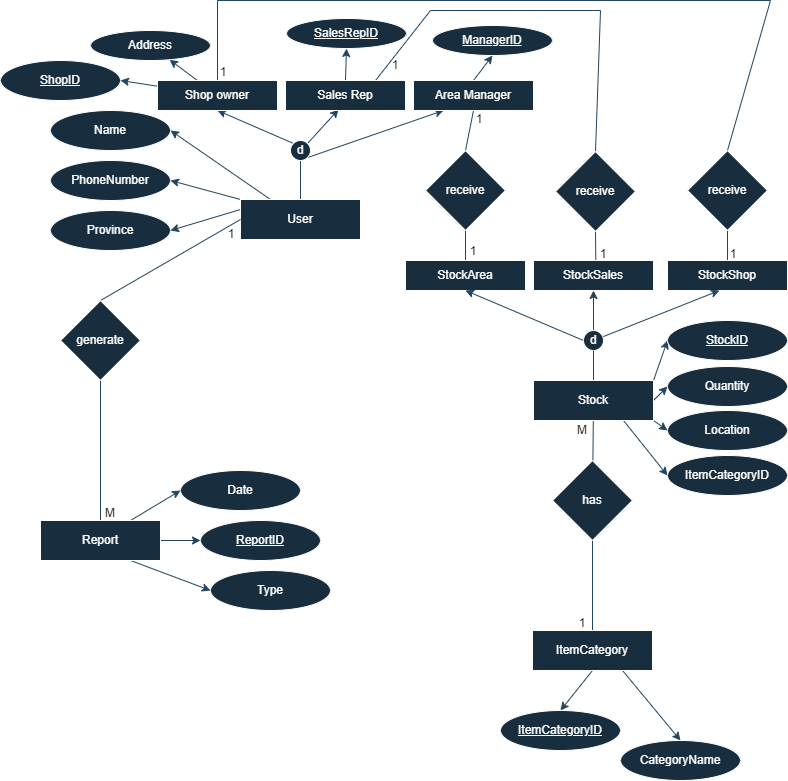 SalesRepID
ManagerID
Address
1
1
ShopID
Shop owner
Sales Rep
Area Manager
1
Name
d
PhoneNumber
receive
receive
receive
User
Province
1
1
1
1
StockArea
StockSales
StockShop
generate
d
StockID
Quantity
Stock
Location
M
ItemCategoryID
Date
has
M
Report
ReportID
Type
1
ItemCategory
ItemCategoryID
CategoryName